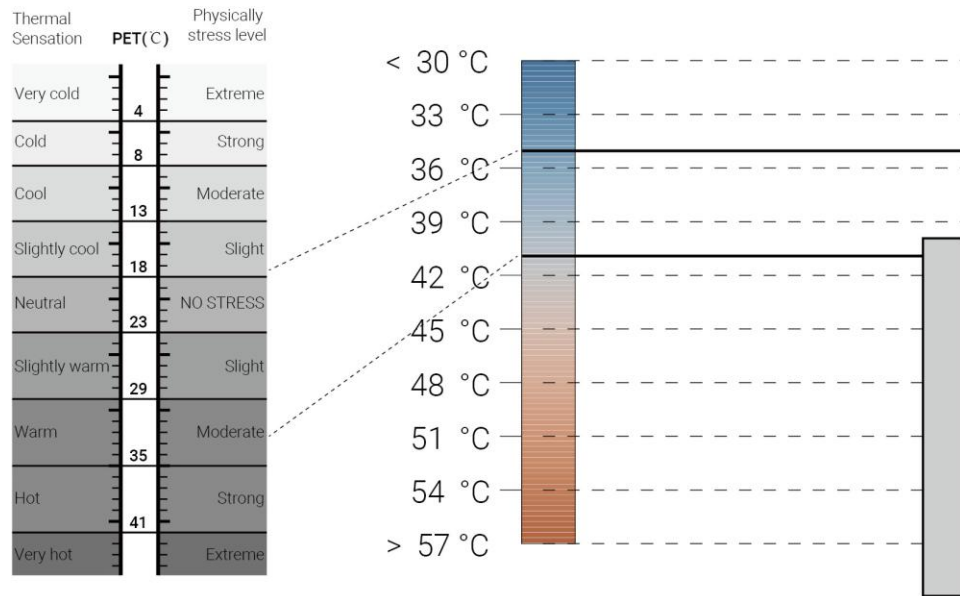 Thermal
Sensation
PET(℃)
Physically
stress level
Very cold
Extreme
4
Cold
Strong
8
Cool
Moderate
13
Slightly cool
Slight
18
Neutral
NO STRESS
23
Slightly warm
Slight
29
Warm
Moderate
35
Hot
Strong
41
Very hot
Extreme
< 30 °C
33 °C
36 °C
39 °C
42 °C
45 °C
48 °C
51 °C
54 °C
> 57 °C